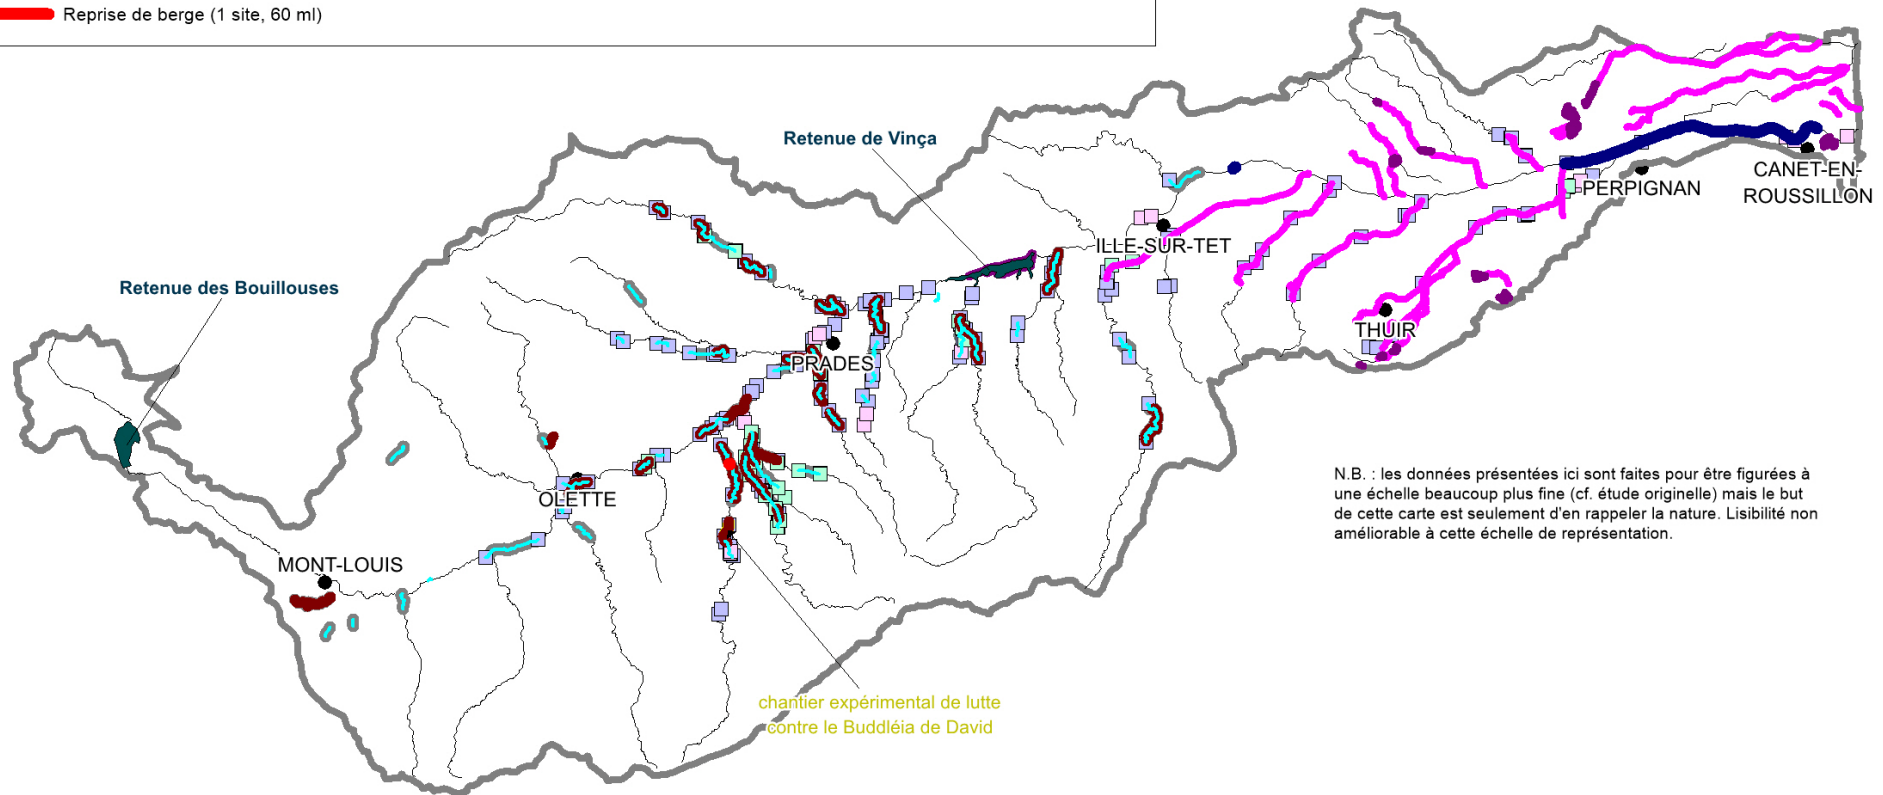 Reprise de berge (1 site, 60 ml)
Retenue de Vinça
CANET-EN-
ROUSSILLON
PERPIGNAN
ILLE-SUR-TET
Retenue des Bouillouses
THUIR
PRADES
OLETTE
MONT-LOUIS
N.B. : les données présentées ici sont faites pour être figurées à
une échelle beaucoup plus fine (cf. étude originelle) mais le but
de cette carte est seulement d'en rappeler la nature. Lisibilité non
améliorable à cette échelle de représentation.
chantier expérimental de lutte
contre le Buddléia de David